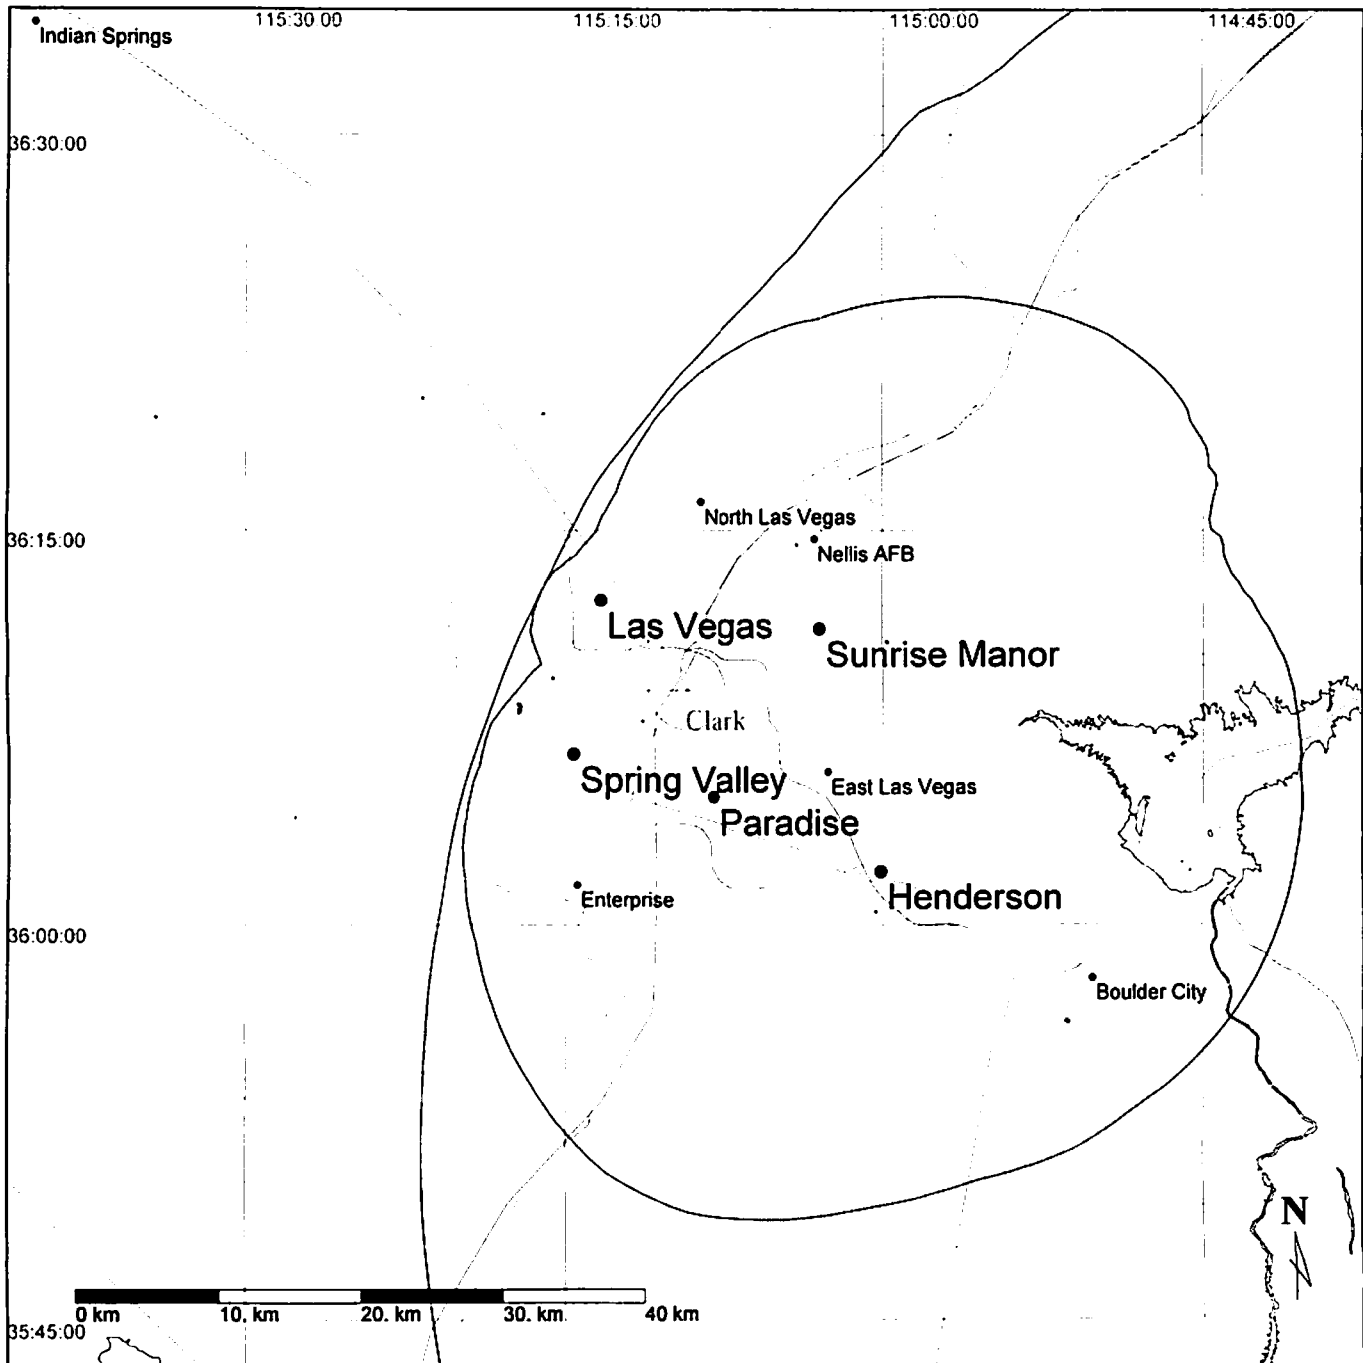 115:30:00 115:15:00 115:00:00 114:45:00
Indian Springs
36:30:00
North Las Vegas
36:15:00
Nellis AFB
Las Vegas
Sunrise Manor
Clark
Spring Valley
East Las Vegas
Paradise
Henderson
Enterprise
36:00:00
Boulder City
N
0 km 10. km 20. km 30. km 40 km
35:45:00